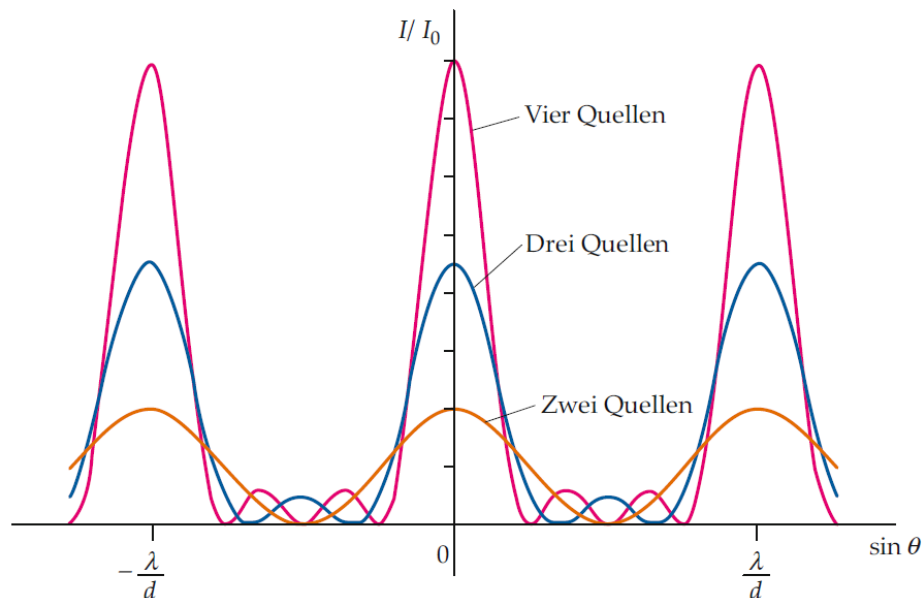 I/ I₀
Vier Quellen
Drei Quellen
Zwei Quellen
− λ/d
0
λ/d
sin θ